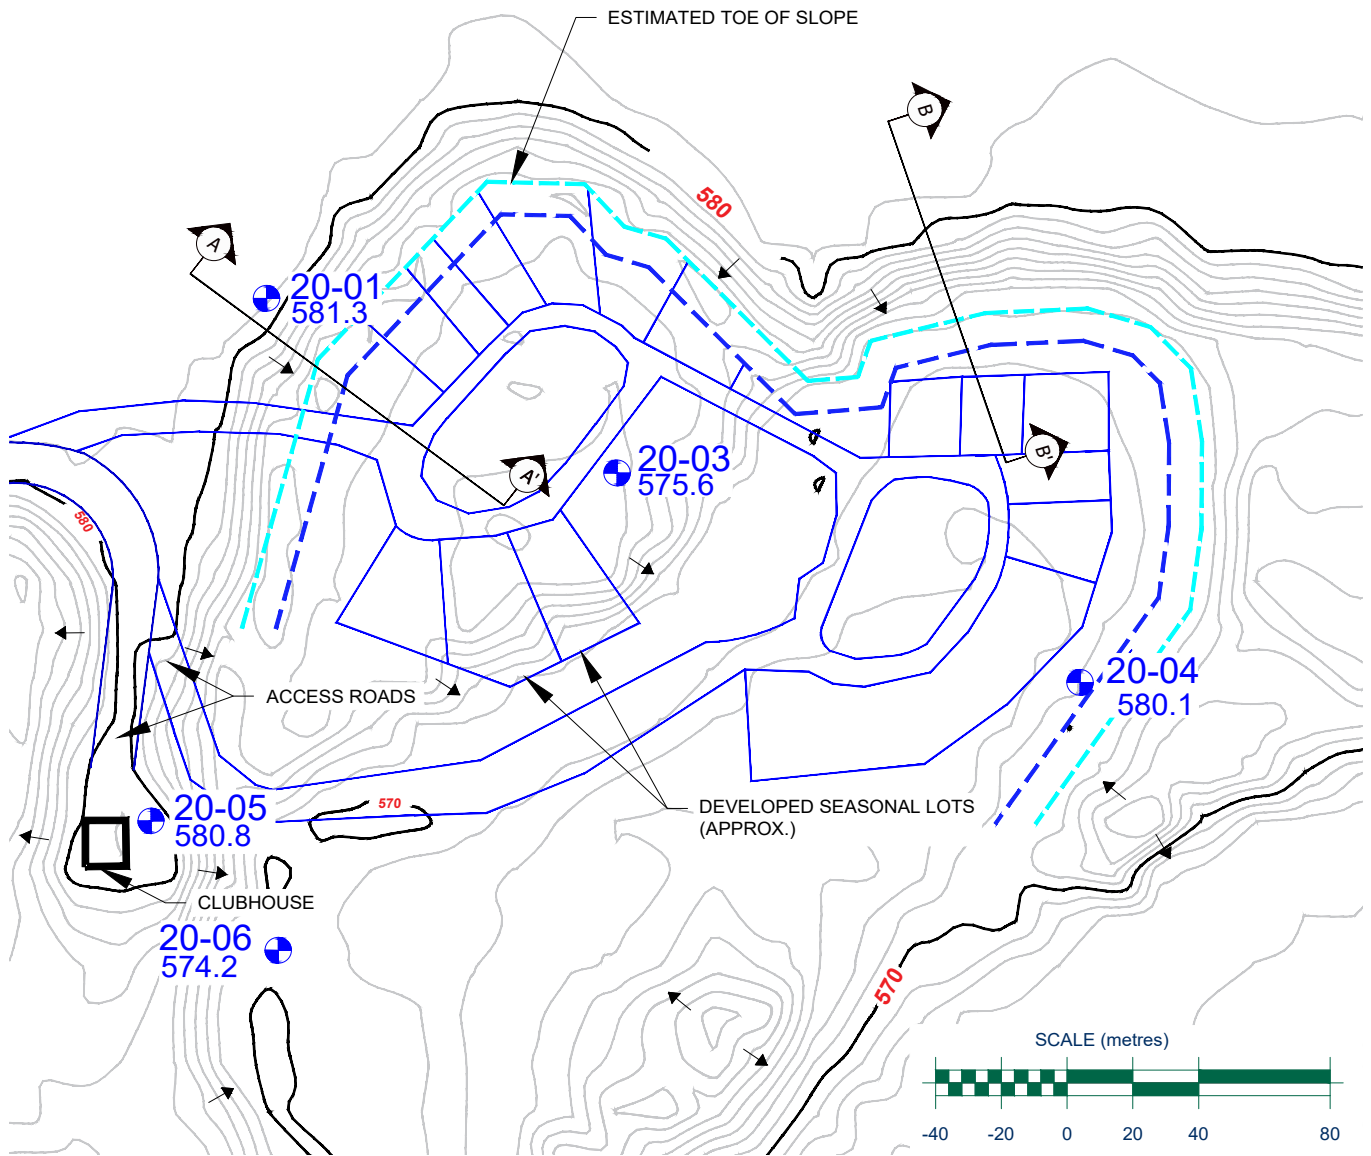 ESTIMATED TOE OF SLOPE
B
580
A
20-01
581.3
20-03
575.6
B'
A'
580
20-04
580.1
ACCESS ROADS
570
DEVELOPED SEASONAL LOTS
(APPROX.)
20-05
580.8
CLUBHOUSE
20-06
574.2
570
SCALE (metres)
-40 -20 0 20 40 80